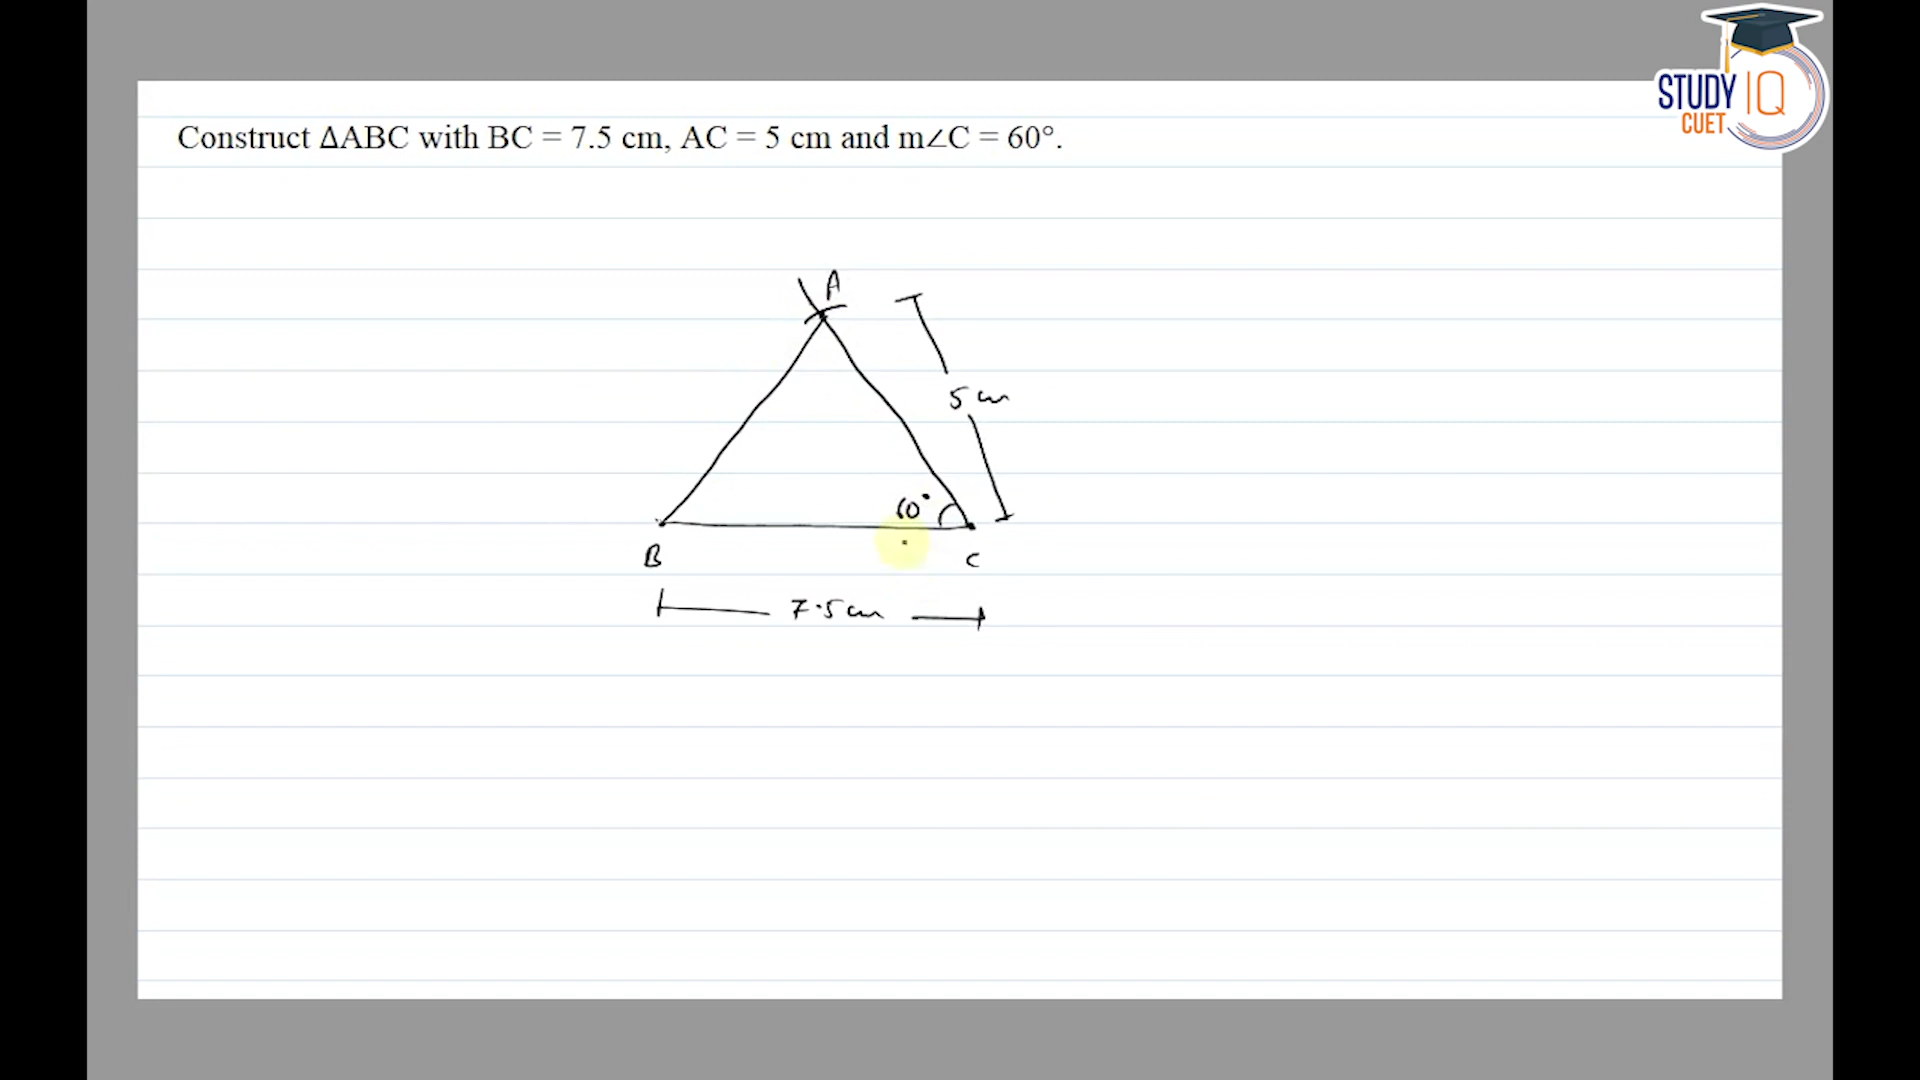 STUDY IQ
CUET
Construct ΔABC with BC = 7.5 cm, AC = 5 cm and m∠C = 60°.
A
5 cm
60°
B C
7.5 cm